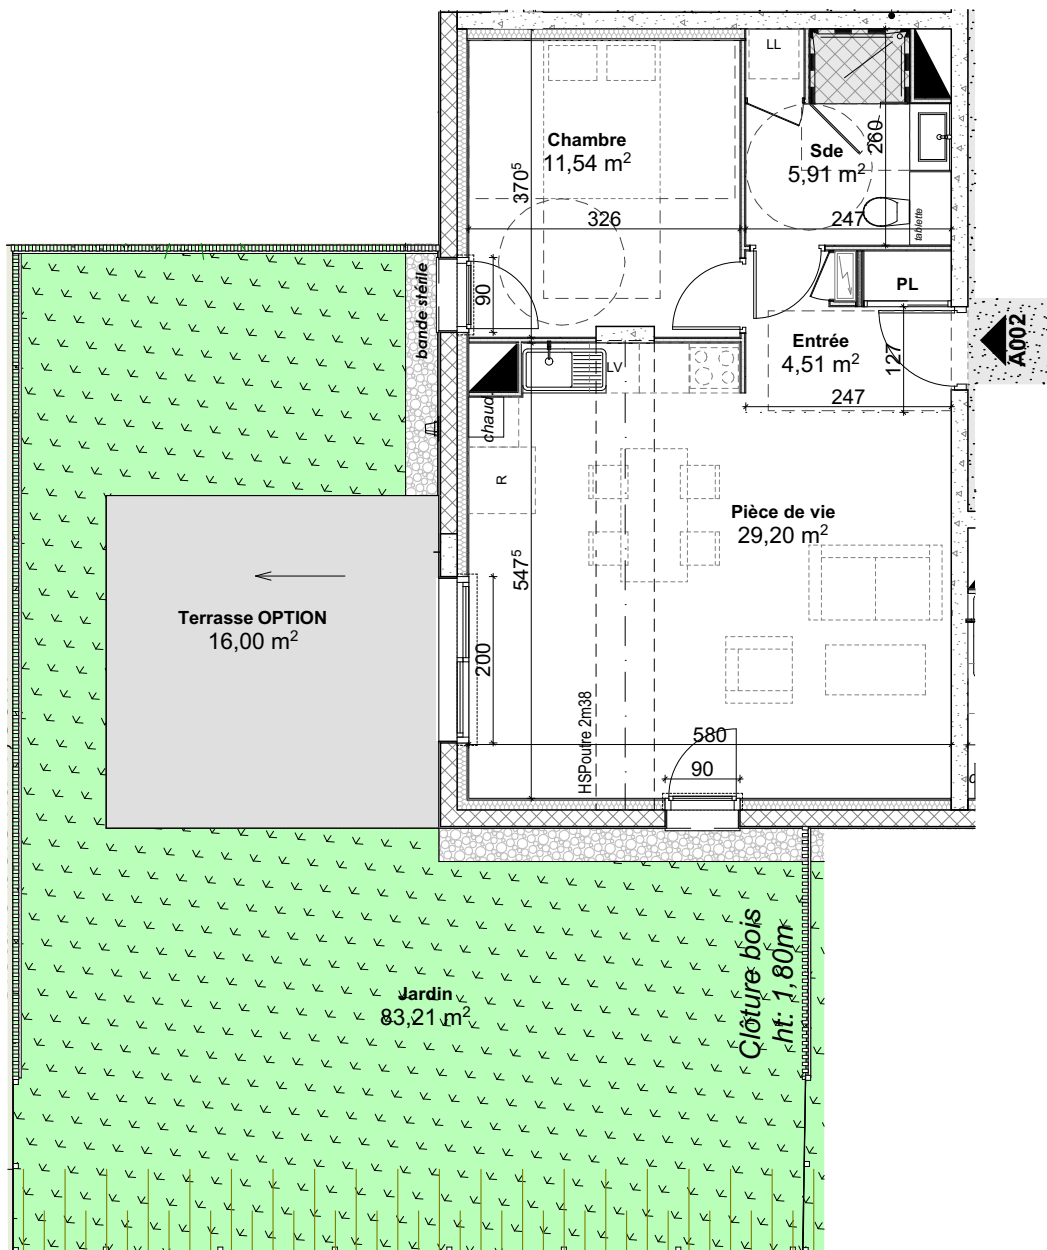 LL
Chambre
11,54 m²
Sde
5,91 m²
260
370⁵
326
247
tablette
PL
bande stérile
90
Entrée
4,51 m²
127
247
A002
LV
chaud.
R
Pièce de vie
29,20 m²
547⁵
Terrasse OPTION
16,00 m²
200
HSPoutre 2m38
580
90
Clôture bois
ht: 1,80m
Jardin
83,21 m²